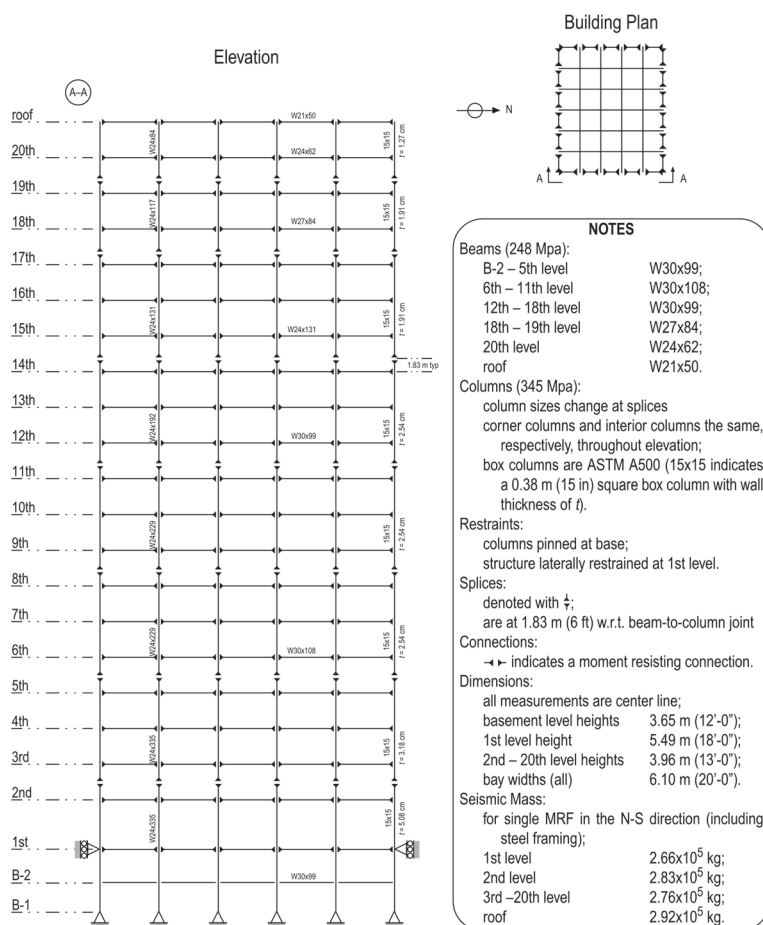 Building Plan
Elevation
A–A
N
A A
roof
20th
19th
18th
17th
16th
15th
14th
13th
12th
11th
10th
9th
8th
7th
6th
5th
4th
3rd
2nd
1st
B-2
B-1
W21x50
W24x84
15x15
t = 1.27 cm
W24x62
W24x117
15x15
t = 1.91 cm
W27x84
W24x131
15x15
t = 1.91 cm
W24x131
1.83 m typ
W24x192
15x15
t = 2.54 cm
W30x99
W24x229
15x15
t = 2.54 cm
W24x229
15x15
t = 2.54 cm
W30x108
W24x335
15x15
t = 3.18 cm
W24x335
15x15
t = 5.08 cm
W30x99
NOTES
Beams (248 Mpa):
B-2 – 5th level W30x99;
6th – 11th level W30x108;
12th – 18th level W30x99;
18th – 19th level W27x84;
20th level W24x62;
roof W21x50.
Columns (345 Mpa):
column sizes change at splices
corner columns and interior columns the same,
respectively, throughout elevation;
box columns are ASTM A500 (15x15 indicates
a 0.38 m (15 in) square box column with wall
thickness of t).
Restraints:
columns pinned at base;
structure laterally restrained at 1st level.
Splices:
denoted with ;
are at 1.83 m (6 ft) w.r.t. beam-to-column joint
Connections:
indicates a moment resisting connection.
Dimensions:
all measurements are center line;
basement level heights 3.65 m (12'-0");
1st level height 5.49 m (18'-0");
2nd – 20th level heights 3.96 m (13'-0");
bay widths (all) 6.10 m (20'-0").
Seismic Mass:
for single MRF in the N-S direction (including
steel framing);
1st level 2.66x10⁵ kg;
2nd level 2.83x10⁵ kg;
3rd –20th level 2.76x10⁵ kg;
roof 2.92x10⁵ kg.